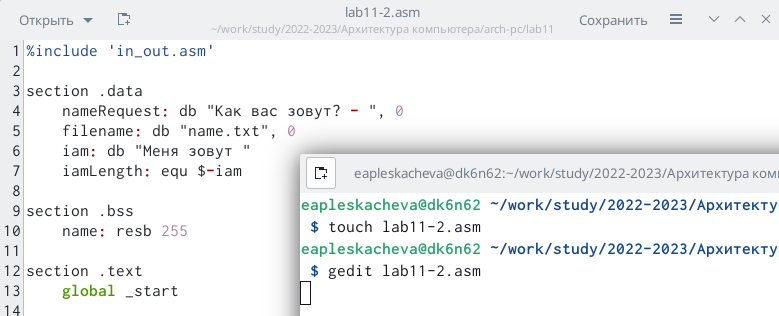 Открыть
lab11-2.asm
~/work/study/2022-2023/Архитектура компьютера/arch-pc/lab11
Сохранить
1 %include 'in_out.asm'
2
3 section .data
4 nameRequest: db "Как вас зовут? - ", 0
5 filename: db "name.txt", 0
6 iam: db "Меня зовут "
7 iamLength: equ $-iam
8
9 section .bss
10 name: resb 255
11
12 section .text
13 global _start
14
eapleskacheva@dk6n62:~/work/study/2022-2023/Архитектура ком
eapleskacheva@dk6n62 ~/work/study/2022-2023/Архитекту
$ touch lab11-2.asm
eapleskacheva@dk6n62 ~/work/study/2022-2023/Архитекту
$ gedit lab11-2.asm